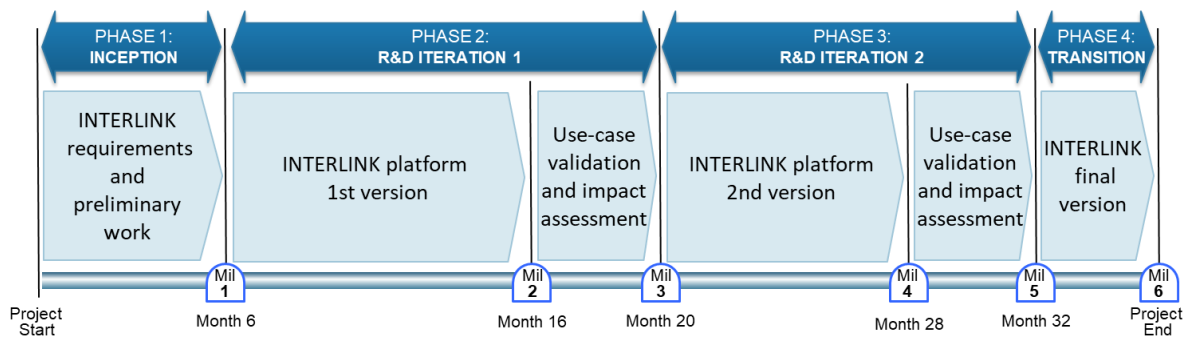 PHASE 1:
INCEPTION
PHASE 2:
R&D ITERATION 1
PHASE 3:
R&D ITERATION 2
PHASE 4:
TRANSITION
INTERLINK
requirements
and
preliminary
work
INTERLINK platform
1st version
Use-case
validation
and impact
assessment
INTERLINK platform
2nd version
Use-case
validation
and impact
assessment
INTERLINK
final
version
Mil
1
Mil
2
Mil
3
Mil
4
Mil
5
Mil
6
Project
Start
Month 6
Month 16
Month 20
Month 28
Month 32
Project
End